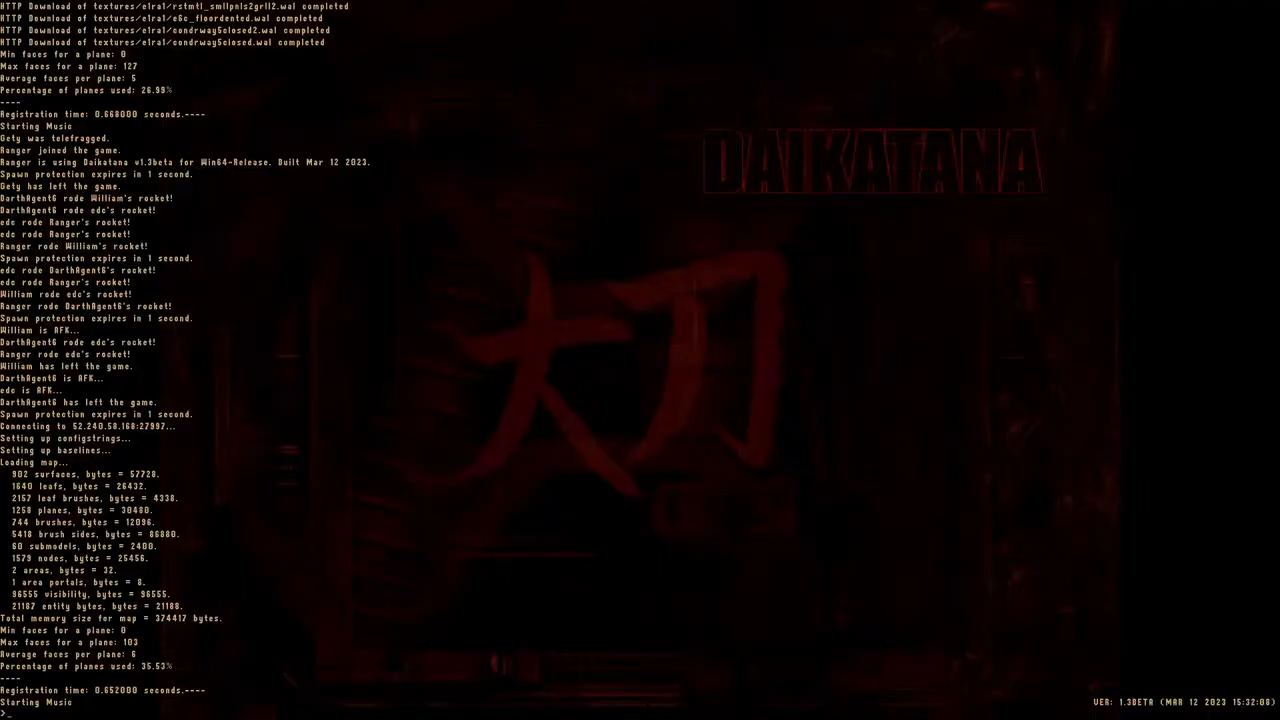 HTTP Download of textures/e1ra1/rstmtl_smllpnls2grll2.wal completed
HTTP Download of textures/e1ra1/e6c_floordented.wal completed
HTTP Download of textures/e1ra1/condrway5closed2.wal completed
HTTP Download of textures/e1ra1/condrway5closed.wal completed
Min faces for a plane: 0
Max faces for a plane: 127
Average faces per plane: 5
Percentage of planes used: 26.99%
----
Registration time: 0.668000 seconds.----
Starting Music
Gety was telefragged.
Ranger joined the game.
Ranger is using Daikatana v1.3beta for Win64-Release. Built Mar 12 2023.
Spawn protection expires in 1 second.
Gety has left the game.
DarthAgent6 rode William's rocket!
DarthAgent6 rode edc's rocket!
edc rode Ranger's rocket!
edc rode Ranger's rocket!
Ranger rode William's rocket!
Spawn protection expires in 1 second.
edc rode DarthAgent6's rocket!
edc rode Ranger's rocket!
William rode edc's rocket!
Ranger rode DarthAgent6's rocket!
Spawn protection expires in 1 second.
William is AFK...
DarthAgent6 rode edc's rocket!
Ranger rode edc's rocket!
William has left the game.
DarthAgent6 is AFK...
edc is AFK...
DarthAgent6 has left the game.
Spawn protection expires in 1 second.
Connecting to 52.240.58.168:27997...
Setting up configstrings...
Setting up baselines...
Loading map...
902 surfaces, bytes = 57728.
1640 leafs, bytes = 26432.
2157 leaf brushes, bytes = 4338.
1258 planes, bytes = 30480.
744 brushes, bytes = 12096.
5418 brush sides, bytes = 86880.
60 submodels, bytes = 2400.
1579 nodes, bytes = 25456.
2 areas, bytes = 32.
1 area portals, bytes = 8.
96555 visibility, bytes = 96555.
21187 entity bytes, bytes = 21188.
Total memory size for map = 374417 bytes.
Min faces for a plane: 0
Max faces for a plane: 103
Average faces per plane: 6
Percentage of planes used: 35.53%
----
Registration time: 0.652000 seconds.----
Starting Music
>_
DAIKATANA
大刀
VER: 1.3BETA (MAR 12 2023 15:32:08)